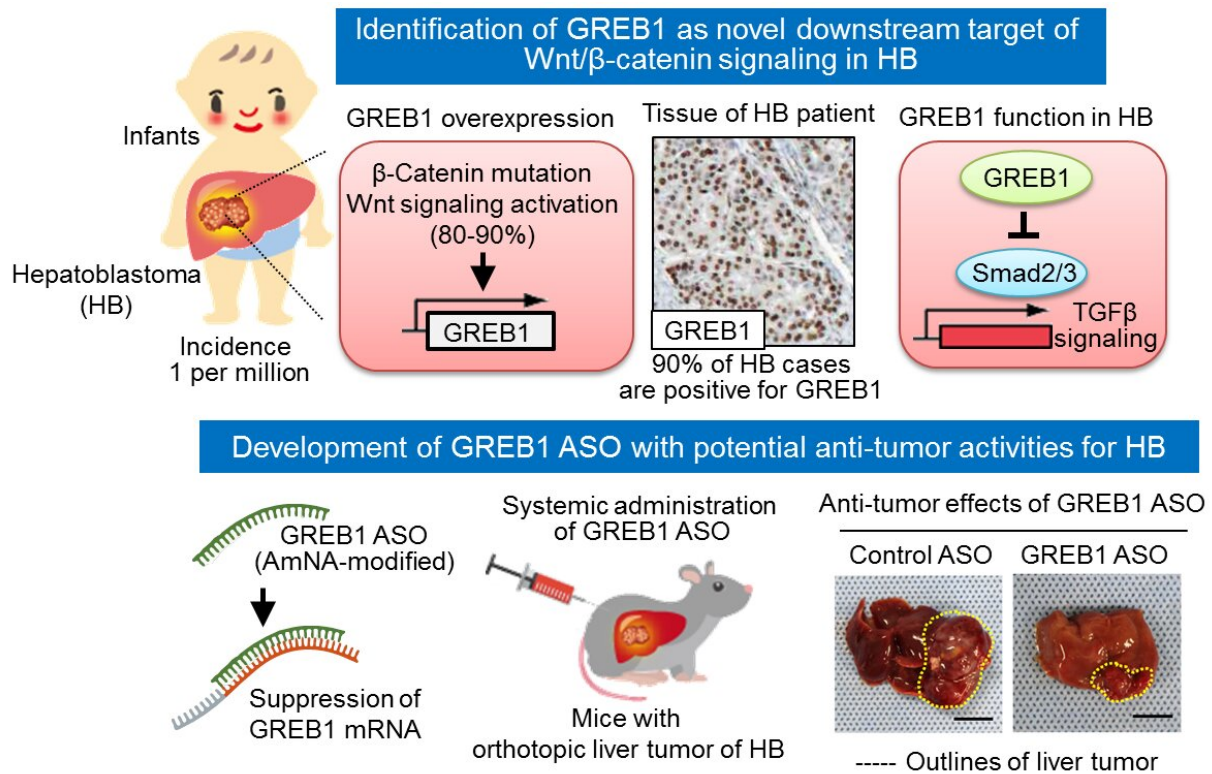 Identification of GREB1 as novel downstream target of
Wnt/β-catenin signaling in HB
Infants
Hepatoblastoma
(HB)
Incidence
1 per million
GREB1 overexpression
β-Catenin mutation
Wnt signaling activation
(80-90%)
GREB1
Tissue of HB patient
GREB1
90% of HB cases
are positive for GREB1
GREB1 function in HB
GREB1
Smad2/3
TGFβ
signaling
Development of GREB1 ASO with potential anti-tumor activities for HB
GREB1 ASO
(AmNA-modified)
Suppression of
GREB1 mRNA
Systemic administration
of GREB1 ASO
Mice with
orthotopic liver tumor of HB
Anti-tumor effects of GREB1 ASO
Control ASO
GREB1 ASO
----- Outlines of liver tumor